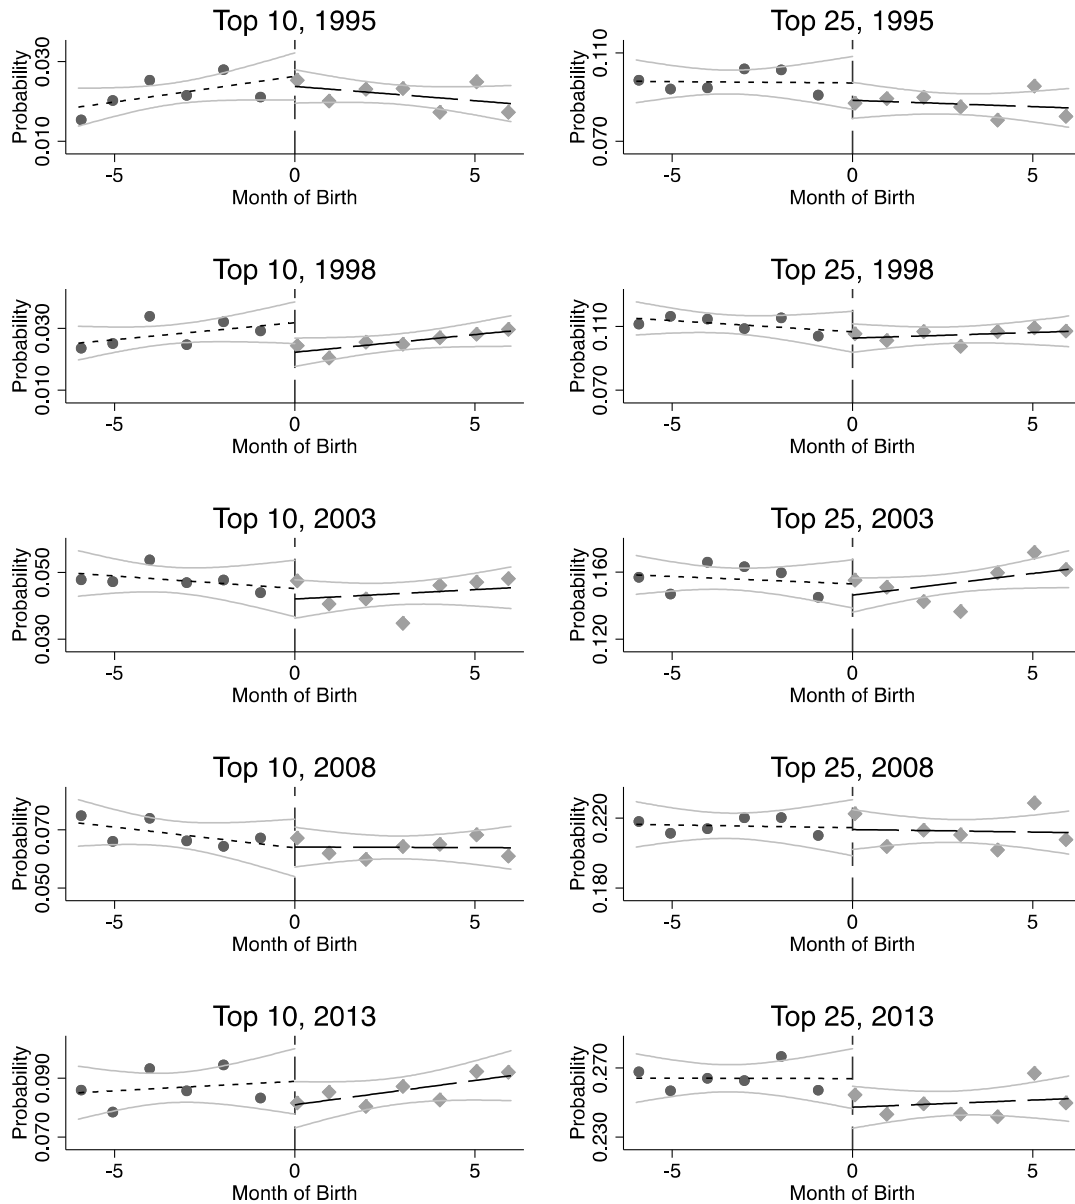 Top 10, 1995
Probability
0.030
0.010
-5 0 5
Month of Birth
Top 25, 1995
Probability
0.110
0.070
-5 0 5
Month of Birth
Top 10, 1998
Probability
0.030
0.010
-5 0 5
Month of Birth
Top 25, 1998
Probability
0.110
0.070
-5 0 5
Month of Birth
Top 10, 2003
Probability
0.050
0.030
-5 0 5
Month of Birth
Top 25, 2003
Probability
0.160
0.120
-5 0 5
Month of Birth
Top 10, 2008
Probability
0.070
0.050
-5 0 5
Month of Birth
Top 25, 2008
Probability
0.220
0.180
-5 0 5
Month of Birth
Top 10, 2013
Probability
0.090
0.070
-5 0 5
Month of Birth
Top 25, 2013
Probability
0.270
0.230
-5 0 5
Month of Birth